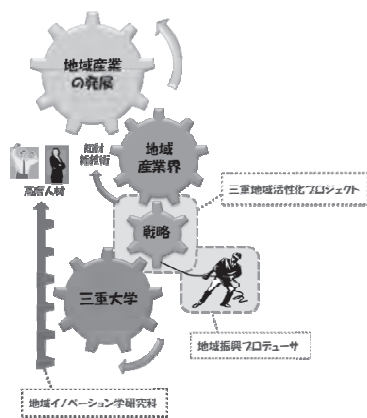 地域産業
の発展
知財
新技術
地域
産業界
高度人材
三重地域活性化プロジェクト
戦略
三重大学
地域振興プロデューサ
地域イノベーション学研究科